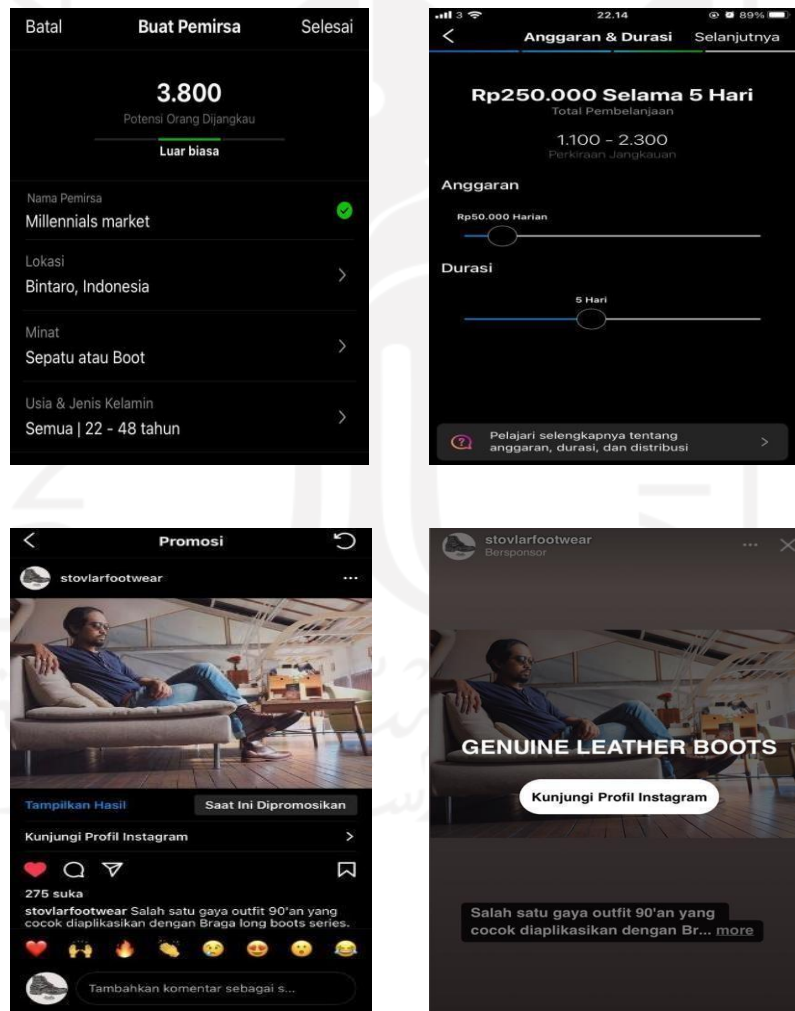 Batal Buat Pemirsa Selesai
3.800
Potensi Orang Dijangkau
Luar biasa
Nama Pemirsa
Millennials market
Lokasi
Bintaro, Indonesia
Minat
Sepatu atau Boot
Usia & Jenis Kelamin
Semua | 22 - 48 tahun
3 22.14 89%
Anggaran & Durasi Selanjutnya
Rp250.000 Selama 5 Hari
Total Pembelanjaan
1.100 - 2.300
Perkiraan Jangkauan
Anggaran
Rp50.000 Harian
Durasi
5 Hari
Pelajari selengkapnya tentang
anggaran, durasi, dan distribusi
Promosi
stovlarfootwear
Tampilkan Hasil Saat Ini Dipromosikan
Kunjungi Profil Instagram
275 suka
stovlarfootwear Salah satu gaya outfit 90'an yang
cocok diaplikasikan dengan Braga long boots series.
Tambahkan komentar sebagai s...
stovlarfootwear
Bersponsor
GENUINE LEATHER BOOTS
Kunjungi Profil Instagram
Salah satu gaya outfit 90'an yang
cocok diaplikasikan dengan Br... more